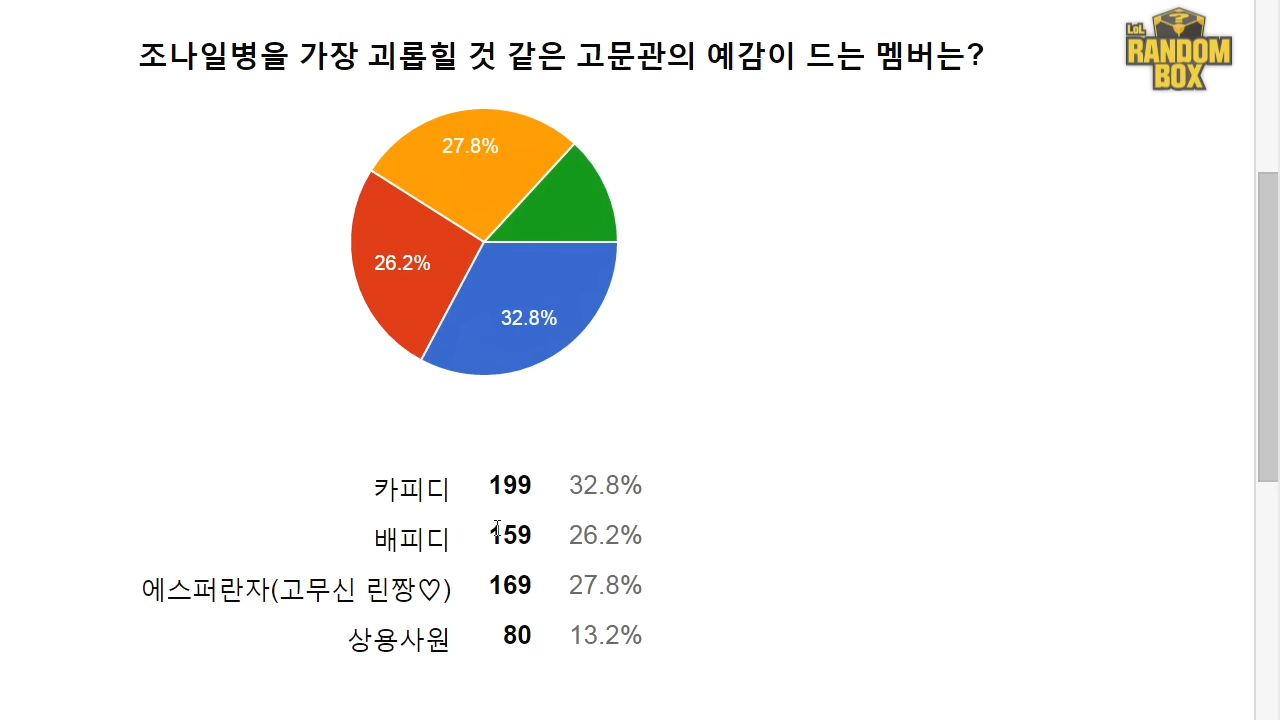 조나일병을 가장 괴롭힐 것 같은 고문관의 예감이 드는 멤버는?
LoL
RANDOM
BOX
27.8%
26.2%
32.8%
카피디 199 32.8%
배피디 159 26.2%
에스퍼란자(고무신 린짱♡) 169 27.8%
상용사원 80 13.2%